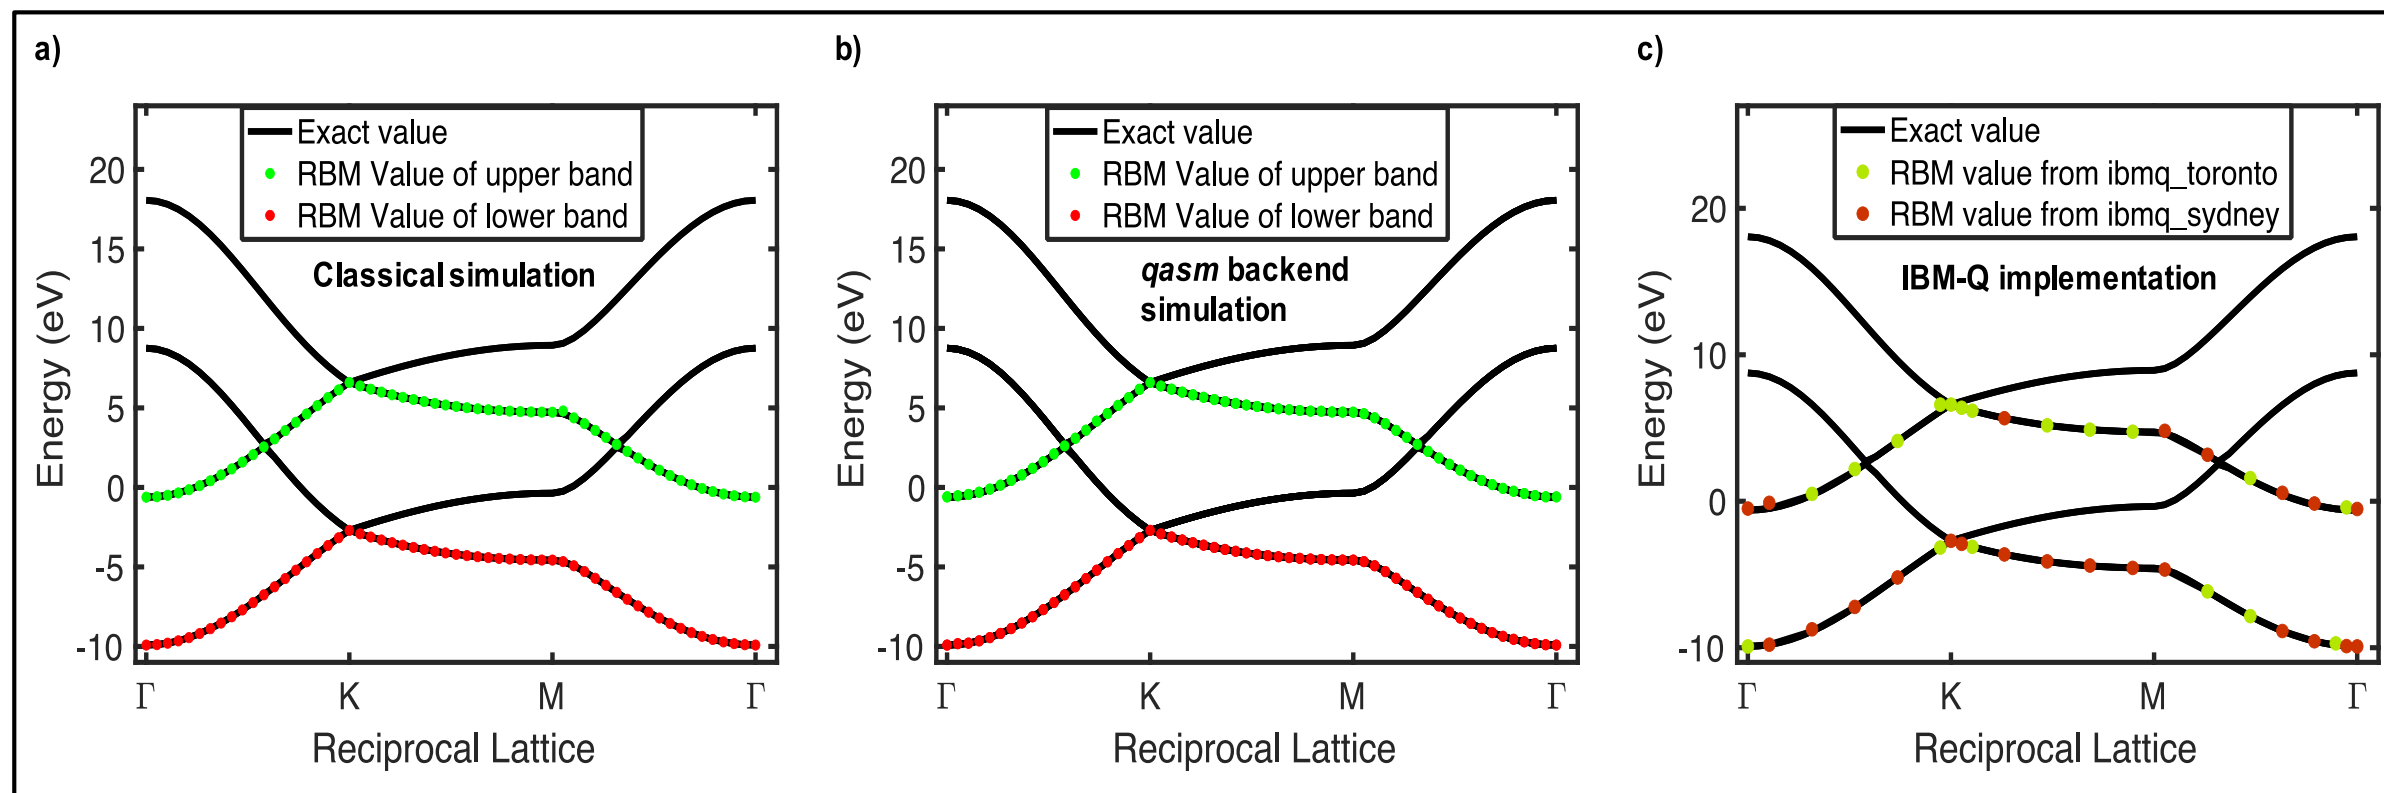 a)
Exact value
RBM Value of upper band
RBM Value of lower band
Classical simulation
Energy (eV)
20
15
10
5
0
-5
-10
Γ K M Γ
Reciprocal Lattice
b)
Exact value
RBM Value of upper band
RBM Value of lower band
qasm backend
simulation
Energy (eV)
20
15
10
5
0
-5
-10
Γ K M Γ
Reciprocal Lattice
c)
Exact value
RBM value from ibmq_toronto
RBM value from ibmq_sydney
IBM-Q implementation
Energy (eV)
20
10
0
-10
Γ K M Γ
Reciprocal Lattice